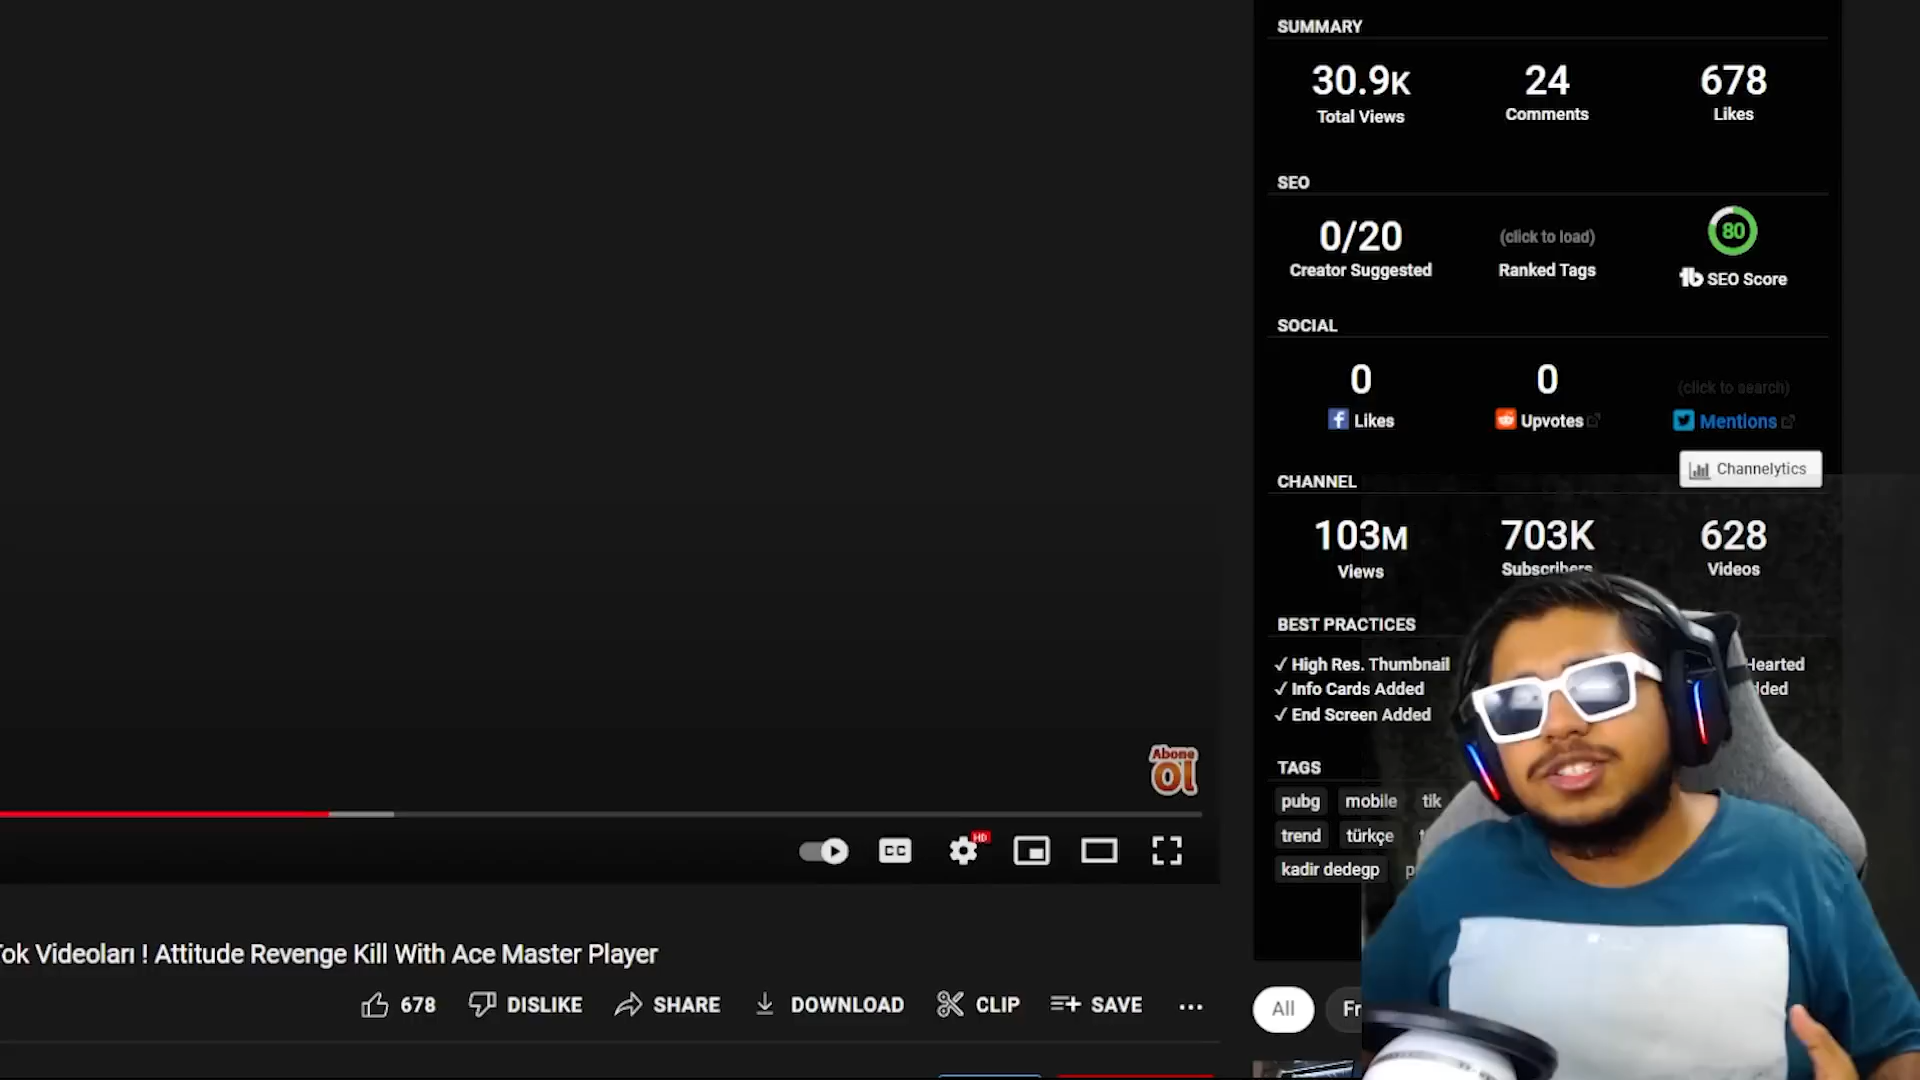 SUMMARY
30.9K 24 678
Total Views Comments Likes
SEO
0/20 (click to load) 80
Creator Suggested Ranked Tags tb SEO Score
SOCIAL
0 0 (click to search)
f Likes Upvotes Mentions
Channelytics
CHANNEL
103M 703K 628
Views Subscribers Videos
BEST PRACTICES
✓ High Res. Thumbnail Hearted
✓ Info Cards Added
✓ End Screen Added
Abone
Ol
TAGS
pubg mobile tik
trend türkçe
kadir dedegp
CC HD
Tok Videoları ! Attitude Revenge Kill With Ace Master Player
678 DISLIKE SHARE DOWNLOAD CLIP SAVE ...
All